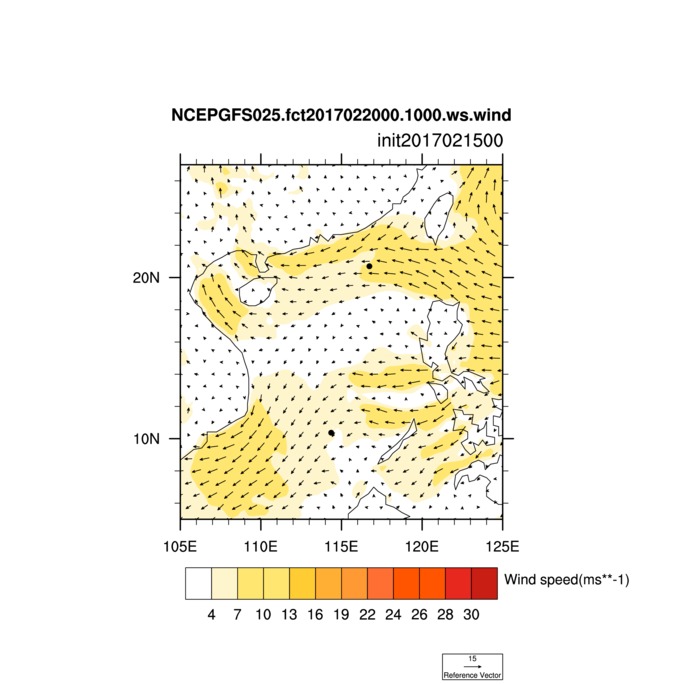 NCEPGFS025.fct2017022000.1000.ws.wind
init2017021500
20N
10N
105E 110E 115E 120E 125E
Wind speed(ms**-1)
4 7 10 13 16 19 22 24 26 28 30
15
Reference Vector